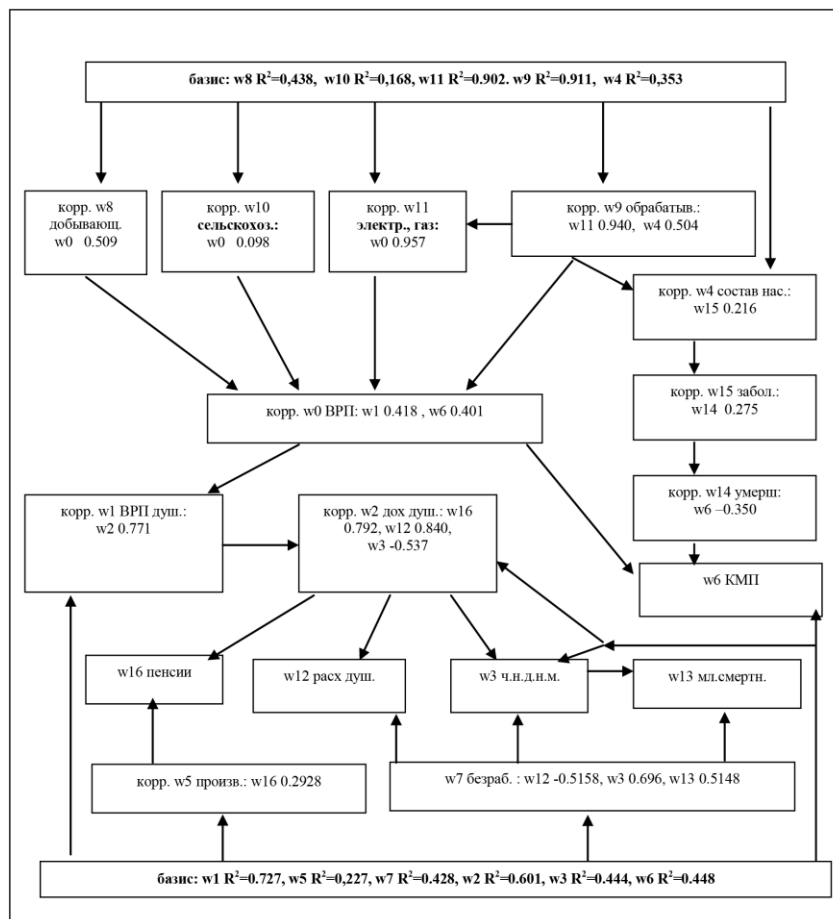 базис: w8 R²=0,438, w10 R²=0,168, w11 R²=0.902. w9 R²=0.911, w4 R²=0,353
корр. w8
добывающ.
w0 0.509
корр. w10
сельскохоз.:
w0 0.098
корр. w11
электр., газ:
w0 0.957
корр. w9 обрабатыв.:
w11 0.940, w4 0.504
корр. w4 состав нас.:
w15 0.216
корр. w15 забол.:
w14 0.275
корр. w0 ВРП: w1 0.418 , w6 0.401
корр. w14 умерш:
w6 –0.350
корр. w1 ВРП душ.:
w2 0.771
корр. w2 дох душ.: w16
0.792, w12 0.840,
w3 -0.537
w6 КМП
w16 пенсии
w12 расх душ.
w3 ч.н.д.н.м.
w13 мл.смертн.
корр. w5 произв.: w16 0.2928
w7 безраб. : w12 -0.5158, w3 0.696, w13 0.5148
базис: w1 R²=0.727, w5 R²=0,227, w7 R²=0.428, w2 R²=0.601, w3 R²=0.444, w6 R²=0.448